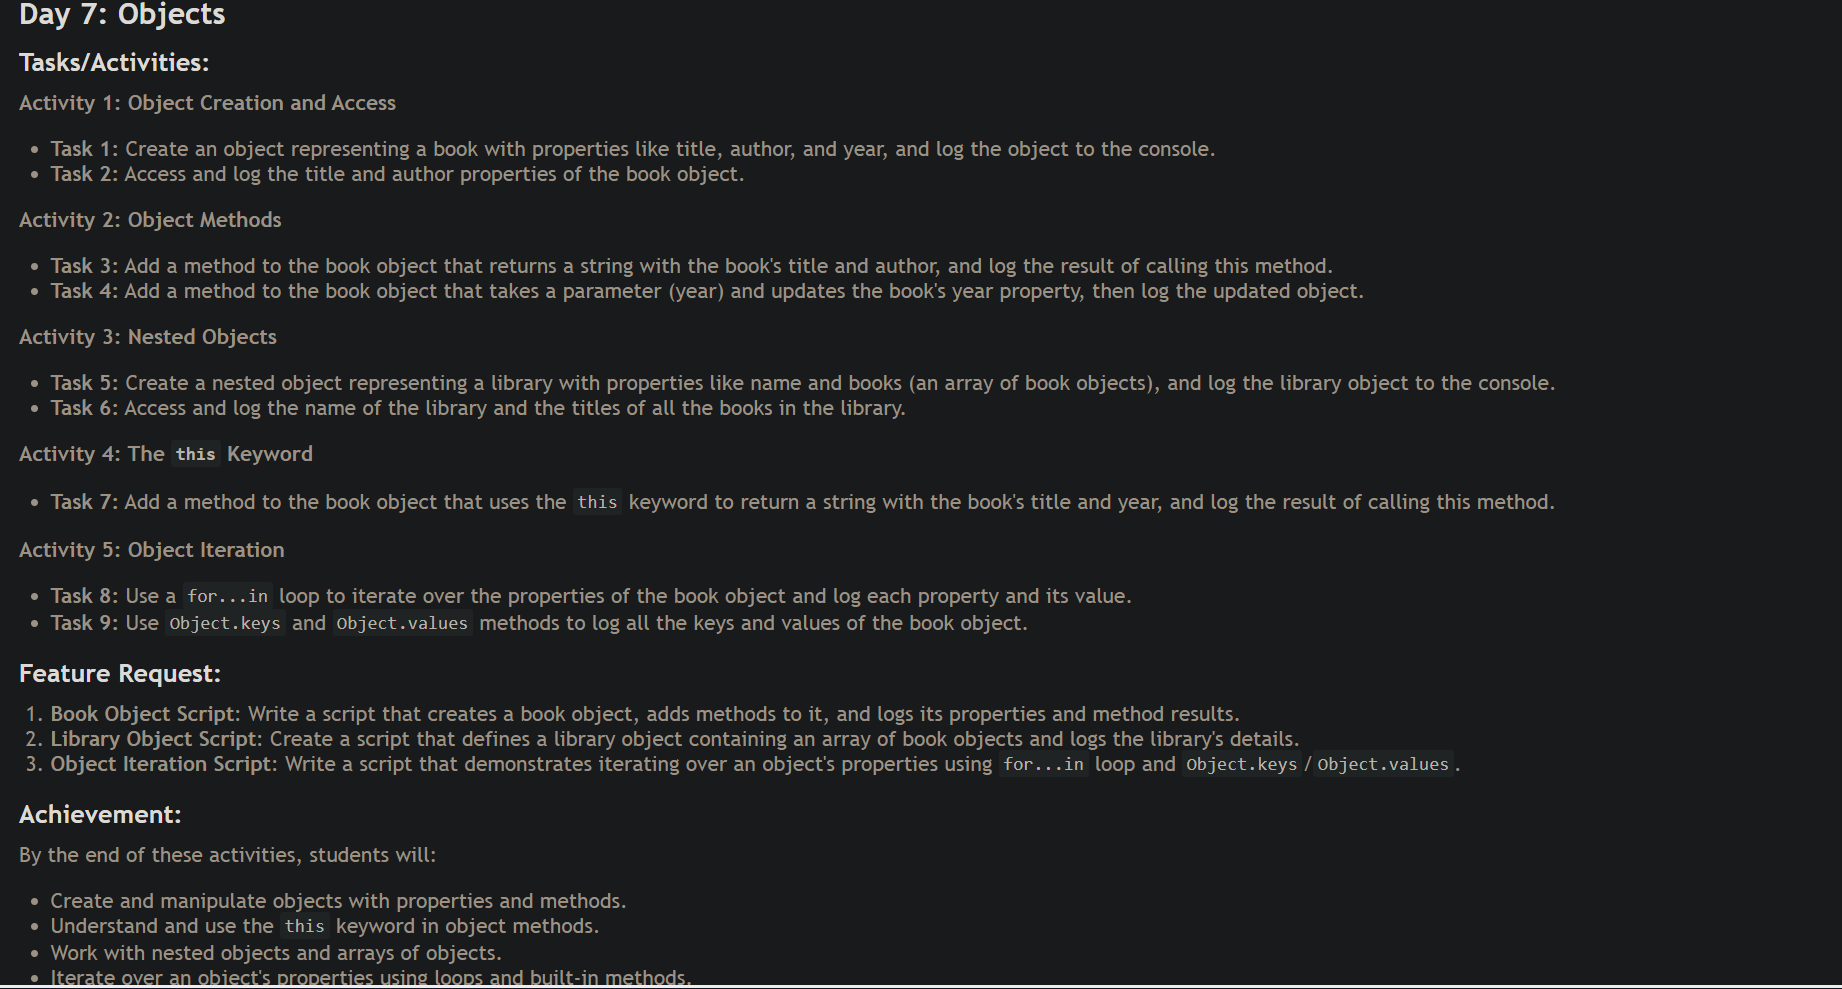 Day 7: Objects
Tasks/Activities:
Activity 1: Object Creation and Access
Task 1: Create an object representing a book with properties like title, author, and year, and log the object to the console.
Task 2: Access and log the title and author properties of the book object.
Activity 2: Object Methods
Task 3: Add a method to the book object that returns a string with the book's title and author, and log the result of calling this method.
Task 4: Add a method to the book object that takes a parameter (year) and updates the book's year property, then log the updated object.
Activity 3: Nested Objects
Task 5: Create a nested object representing a library with properties like name and books (an array of book objects), and log the library object to the console.
Task 6: Access and log the name of the library and the titles of all the books in the library.
Activity 4: The this Keyword
Task 7: Add a method to the book object that uses the this keyword to return a string with the book's title and year, and log the result of calling this method.
Activity 5: Object Iteration
Task 8: Use a for...in loop to iterate over the properties of the book object and log each property and its value.
Task 9: Use Object.keys and Object.values methods to log all the keys and values of the book object.
Feature Request:
1. Book Object Script: Write a script that creates a book object, adds methods to it, and logs its properties and method results.
2. Library Object Script: Create a script that defines a library object containing an array of book objects and logs the library's details.
3. Object Iteration Script: Write a script that demonstrates iterating over an object's properties using for...in loop and Object.keys / Object.values.
Achievement:
By the end of these activities, students will:
Create and manipulate objects with properties and methods.
Understand and use the this keyword in object methods.
Work with nested objects and arrays of objects.
Iterate over an object's properties using loops and built-in methods.